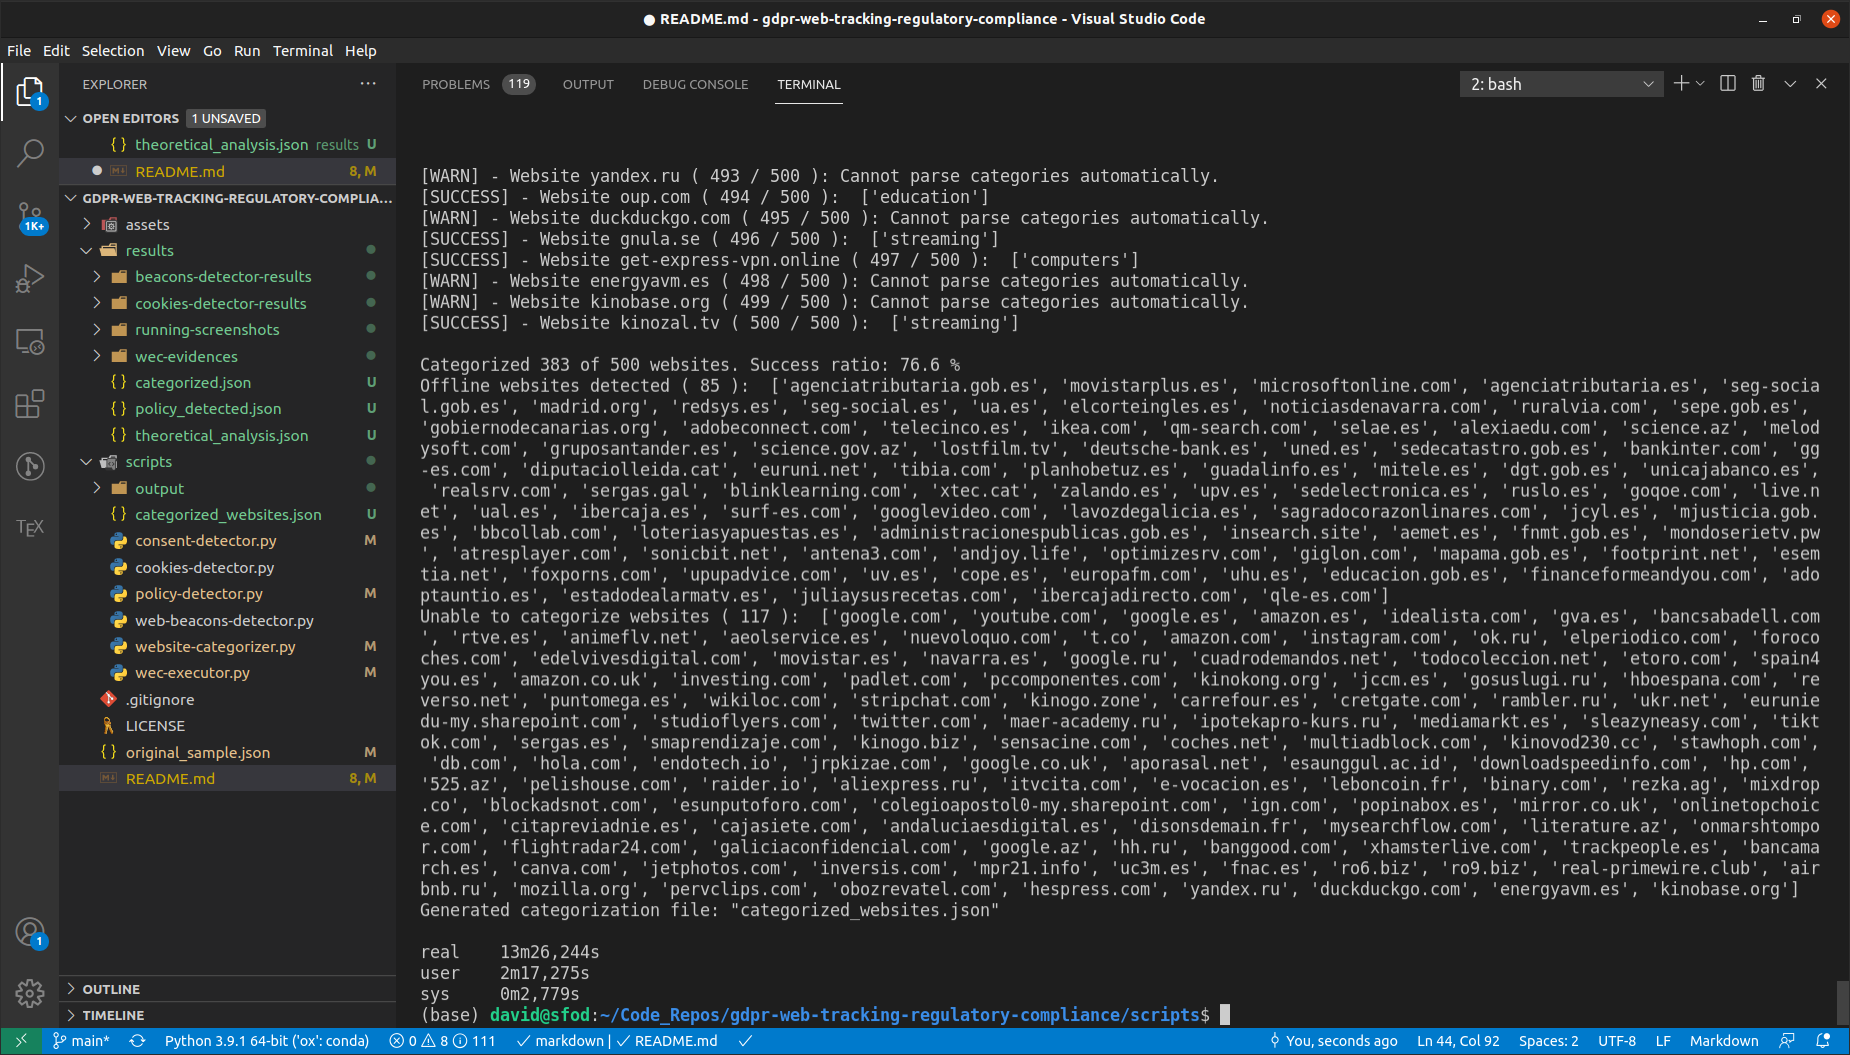 ● README.md - gdpr-web-tracking-regulatory-compliance - Visual Studio Code
File Edit Selection View Go Run Terminal Help
EXPLORER
OPEN EDITORS 1 UNSAVED
{} theoretical_analysis.json results U
● README.md 8, M
GDPR-WEB-TRACKING-REGULATORY-COMPLIA...
assets
results
beacons-detector-results
cookies-detector-results
running-screenshots
wec-evidences
{} categorized.json U
{} policy_detected.json U
{} theoretical_analysis.json U
scripts
output
{} categorized_websites.json U
consent-detector.py M
cookies-detector.py
policy-detector.py M
web-beacons-detector.py
website-categorizer.py M
wec-executor.py M
.gitignore
LICENSE
{} original_sample.json M
README.md 8, M
OUTLINE
TIMELINE
1
1K+
TEX
1
PROBLEMS 119 OUTPUT DEBUG CONSOLE TERMINAL 2: bash
[WARN] - Website yandex.ru ( 493 / 500 ): Cannot parse categories automatically.
[SUCCESS] - Website oup.com ( 494 / 500 ):  ['education']
[WARN] - Website duckduckgo.com ( 495 / 500 ): Cannot parse categories automatically.
[SUCCESS] - Website gnula.se ( 496 / 500 ):  ['streaming']
[SUCCESS] - Website get-express-vpn.online ( 497 / 500 ):  ['computers']
[WARN] - Website energyavm.es ( 498 / 500 ): Cannot parse categories automatically.
[WARN] - Website kinobase.org ( 499 / 500 ): Cannot parse categories automatically.
[SUCCESS] - Website kinozal.tv ( 500 / 500 ):  ['streaming']
Categorized 383 of 500 websites. Success ratio: 76.6 %
Offline websites detected ( 85 ):  ['agenciatributaria.gob.es', 'movistarplus.es', 'microsoftonline.com', 'agenciatributaria.es', 'seg-socia
l.gob.es', 'madrid.org', 'redsys.es', 'seg-social.es', 'ua.es', 'elcorteingles.es', 'noticiasdenavarra.com', 'ruralvia.com', 'sepe.gob.es',
'gobiernodecanarias.org', 'adobeconnect.com', 'telecinco.es', 'ikea.com', 'qm-search.com', 'selae.es', 'alexiaedu.com', 'science.az', 'melod
ysoft.com', 'gruposantander.es', 'science.gov.az', 'lostfilm.tv', 'deutsche-bank.es', 'uned.es', 'sedecatastro.gob.es', 'bankinter.com', 'gg
-es.com', 'diputaciolleida.cat', 'euruni.net', 'tibia.com', 'planhobetuz.es', 'guadalinfo.es', 'mitele.es', 'dgt.gob.es', 'unicajabanco.es',
'realsrv.com', 'sergas.gal', 'blinklearning.com', 'xtec.cat', 'zalando.es', 'upv.es', 'sedelectronica.es', 'ruslo.es', 'goqoe.com', 'live.n
et', 'ual.es', 'ibercaja.es', 'surf-es.com', 'googlevideo.com', 'lavozdegalicia.es', 'sagradocorazonlinares.com', 'jcyl.es', 'mjusticia.gob.
es', 'bbcollab.com', 'loteriasyapuestas.es', 'administracionespublicas.gob.es', 'insearch.site', 'aemet.es', 'fnmt.gob.es', 'mondoserietv.pw
', 'atresplayer.com', 'sonicbit.net', 'antena3.com', 'andjoy.life', 'optimizesrv.com', 'giglon.com', 'mapama.gob.es', 'footprint.net', 'esem
tia.net', 'foxporns.com', 'upupadvice.com', 'uv.es', 'cope.es', 'europafm.com', 'uhu.es', 'educacion.gob.es', 'financeformeandyou.com', 'ado
ptauntio.es', 'estadodealarmatv.es', 'juliaysusrecetas.com', 'ibercajadirecto.com', 'qle-es.com']
Unable to categorize websites ( 117 ):  ['google.com', 'youtube.com', 'google.es', 'amazon.es', 'idealista.com', 'gva.es', 'bancsabadell.com
', 'rtve.es', 'animeflv.net', 'aeolservice.es', 'nuevoloquo.com', 't.co', 'amazon.com', 'instagram.com', 'ok.ru', 'elperiodico.com', 'foroco
ches.com', 'edelvivesdigital.com', 'movistar.es', 'navarra.es', 'google.ru', 'cuadrodemandos.net', 'todocoleccion.net', 'etoro.com', 'spain4
you.es', 'amazon.co.uk', 'investing.com', 'padlet.com', 'pccomponentes.com', 'kinokong.org', 'jccm.es', 'gosuslugi.ru', 'hboespana.com', 're
verso.net', 'puntomega.es', 'wikiloc.com', 'stripchat.com', 'kinogo.zone', 'carrefour.es', 'cretgate.com', 'rambler.ru', 'ukr.net', 'eurunie
du-my.sharepoint.com', 'studioflyers.com', 'twitter.com', 'maer-academy.ru', 'ipotekapro-kurs.ru', 'mediamarkt.es', 'sleazyneasy.com', 'tikt
ok.com', 'sergas.es', 'smaprendizaje.com', 'kinogo.biz', 'sensacine.com', 'coches.net', 'multiadblock.com', 'kinovod230.cc', 'stawhoph.com',
'db.com', 'hola.com', 'endotech.io', 'jrpkizae.com', 'google.co.uk', 'aporasal.net', 'esaunggul.ac.id', 'downloadspeedinfo.com', 'hp.com',
'525.az', 'pelishouse.com', 'raider.io', 'aliexpress.ru', 'itvcita.com', 'e-vocacion.es', 'leboncoin.fr', 'binary.com', 'rezka.ag', 'mixdrop
.co', 'blockadsnot.com', 'esunputoforo.com', 'colegioapostol0-my.sharepoint.com', 'ign.com', 'popinabox.es', 'mirror.co.uk', 'onlinetopchoic
e.com', 'citapreviadnie.es', 'cajasiete.com', 'andaluciaesdigital.es', 'disonsdemain.fr', 'mysearchflow.com', 'literature.az', 'onmarshtompo
r.com', 'flightradar24.com', 'galiciaconfidencial.com', 'google.az', 'hh.ru', 'banggood.com', 'xhamsterlive.com', 'trackpeople.es', 'bancama
rch.es', 'canva.com', 'jetphotos.com', 'inversis.com', 'mpr21.info', 'uc3m.es', 'fnac.es', 'ro6.biz', 'ro9.biz', 'real-primewire.club', 'air
bnb.ru', 'mozilla.org', 'pervclips.com', 'obozrevatel.com', 'hespress.com', 'yandex.ru', 'duckduckgo.com', 'energyavm.es', 'kinobase.org']
Generated categorization file: "categorized_websites.json"
real 13m26,244s
user 2m17,275s
sys 0m2,779s
(base) david@sfod:~/Code_Repos/gdpr-web-tracking-regulatory-compliance/scripts$
main* Python 3.9.1 64-bit ('ox': conda) 0 8 111 markdown | README.md You, seconds ago Ln 44, Col 92 Spaces: 2 UTF-8 LF Markdown